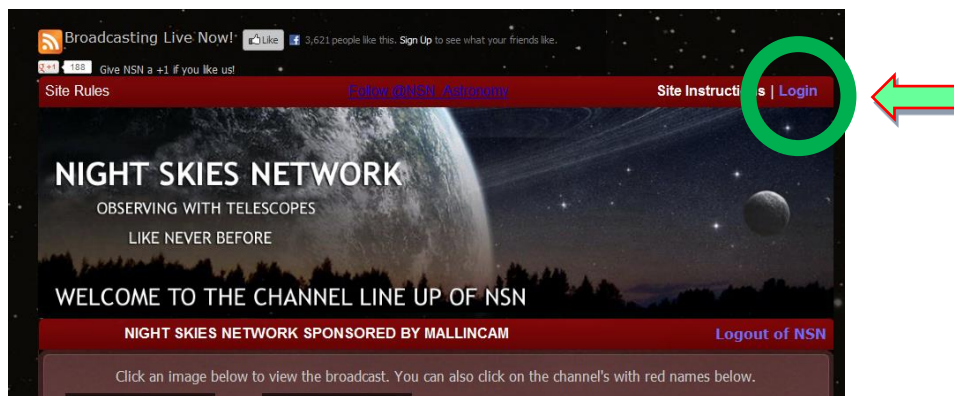 Broadcasting Live Now! Like 3,621 people like this. Sign Up to see what your friends like.
+1 188 Give NSN a +1 if you like us!
Site Rules Follow @NSN_Astronomy Site Instructions | Login
NIGHT SKIES NETWORK
OBSERVING WITH TELESCOPES
LIKE NEVER BEFORE
WELCOME TO THE CHANNEL LINE UP OF NSN
NIGHT SKIES NETWORK SPONSORED BY MALLINCAM Logout of NSN
Click an image below to view the broadcast. You can also click on the channel's with red names below.